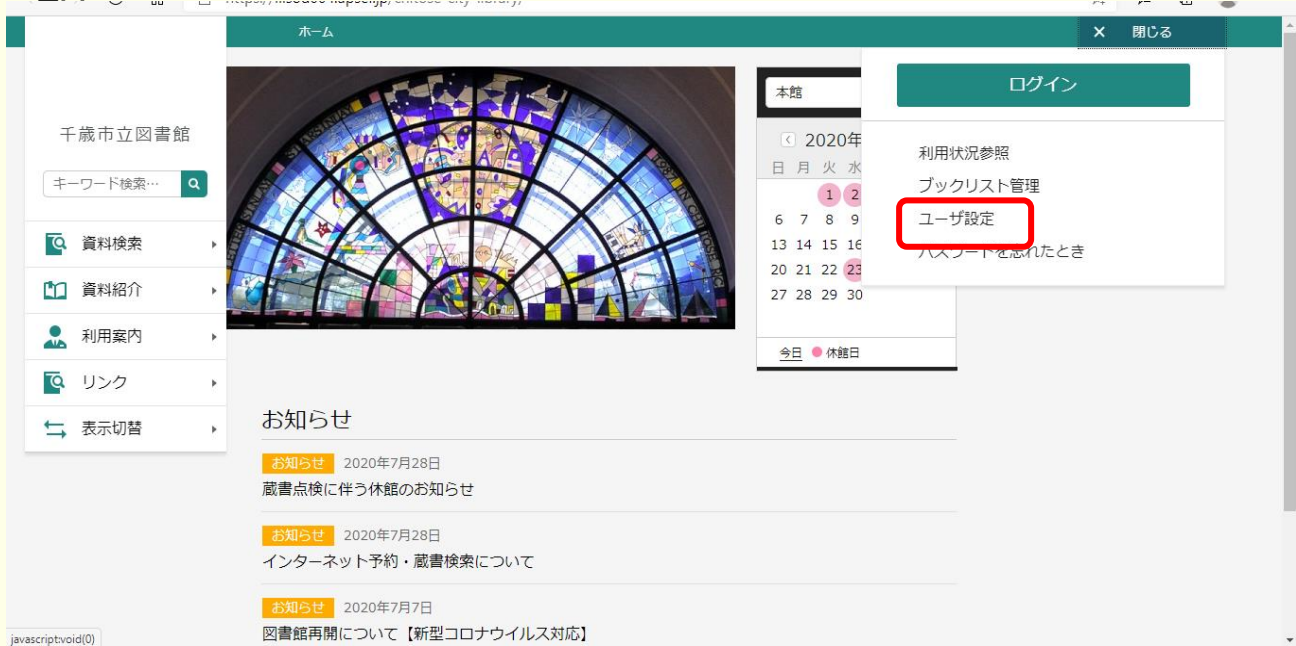 ホーム
× 閉じる
千歳市立図書館
キーワード検索…
資料検索
資料紹介
利用案内
リンク
表示切替
本館
2020年
日 月 火 水
1 2
6 7 8 9
13 14 15 16
20 21 22 23
27 28 29 30
今日 休館日
ログイン
利用状況参照
ブックリスト管理
ユーザ設定
パスワードを忘れたとき
お知らせ
お知らせ 2020年7月28日
蔵書点検に伴う休館のお知らせ
お知らせ 2020年7月28日
インターネット予約・蔵書検索について
お知らせ 2020年7月7日
図書館再開について【新型コロナウイルス対応】
javascript:void(0)